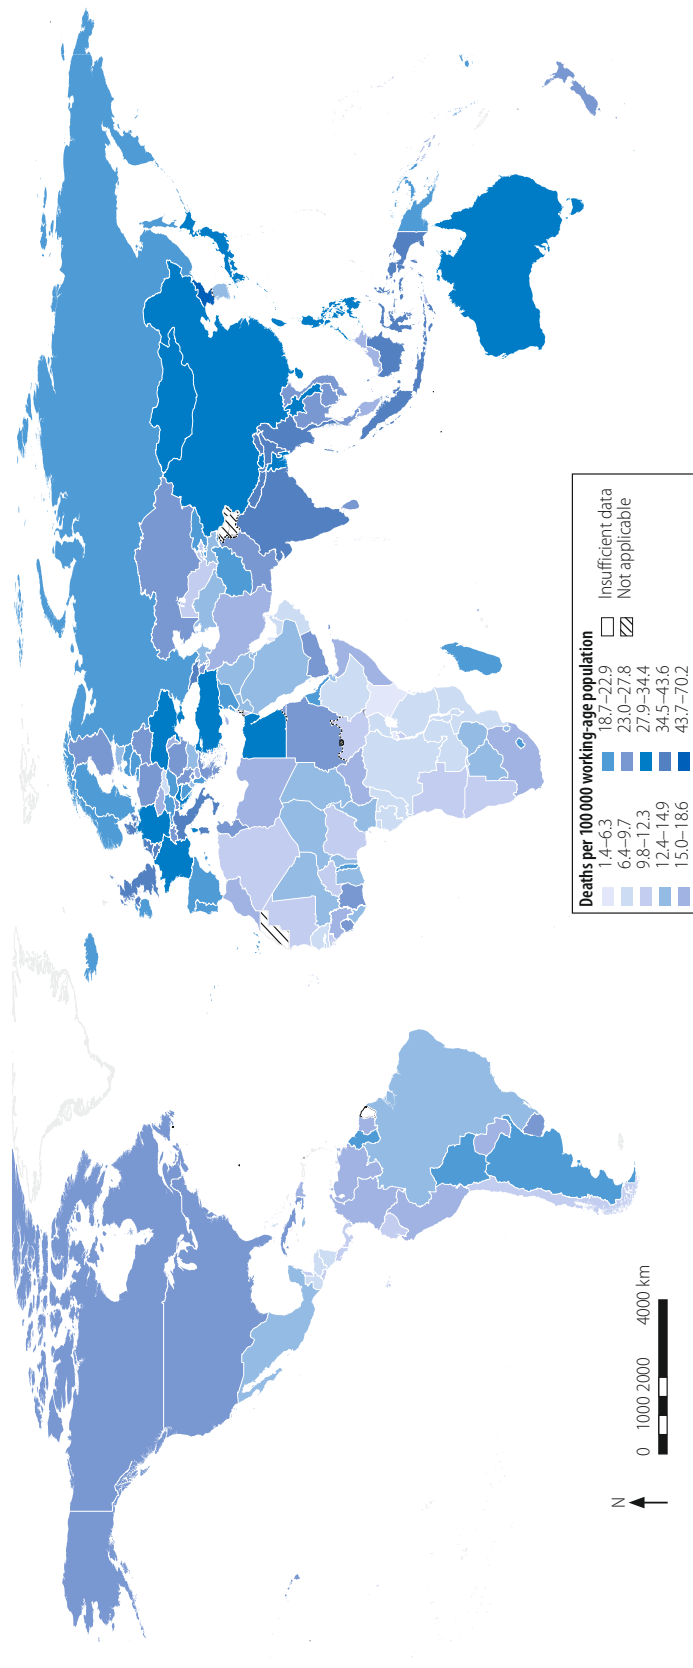 Deaths per 100 000 working-age population
1.4–6.3
6.4–9.7
9.8–12.3
12.4–14.9
15.0–18.6
18.7–22.9
23.0–27.8
27.9–34.4
34.5–43.6
43.7–70.2
Insufficient data
Not applicable
N
0 1000 2000 4000 km